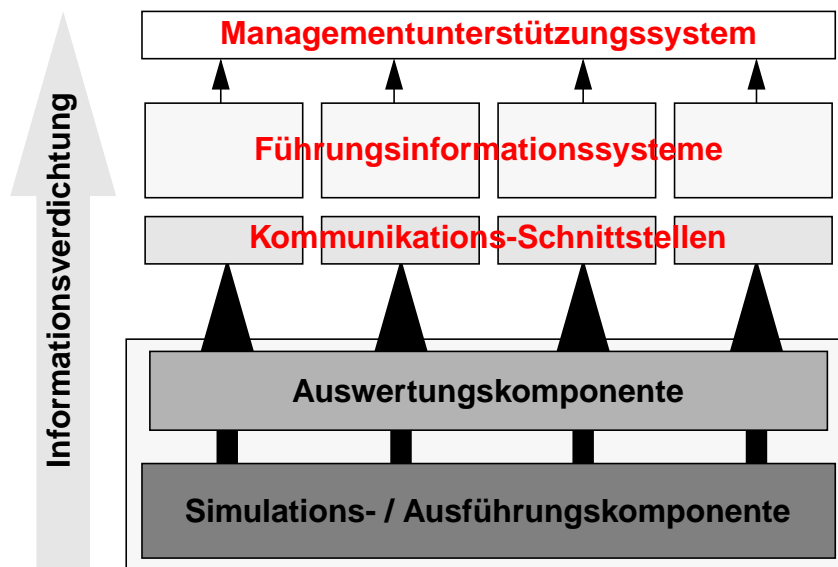 Managementunterstützungssystem
Führungsinformationssysteme
Kommunikations-Schnittstellen
Auswertungskomponente
Simulations- / Ausführungskomponente
Informationsverdichtung